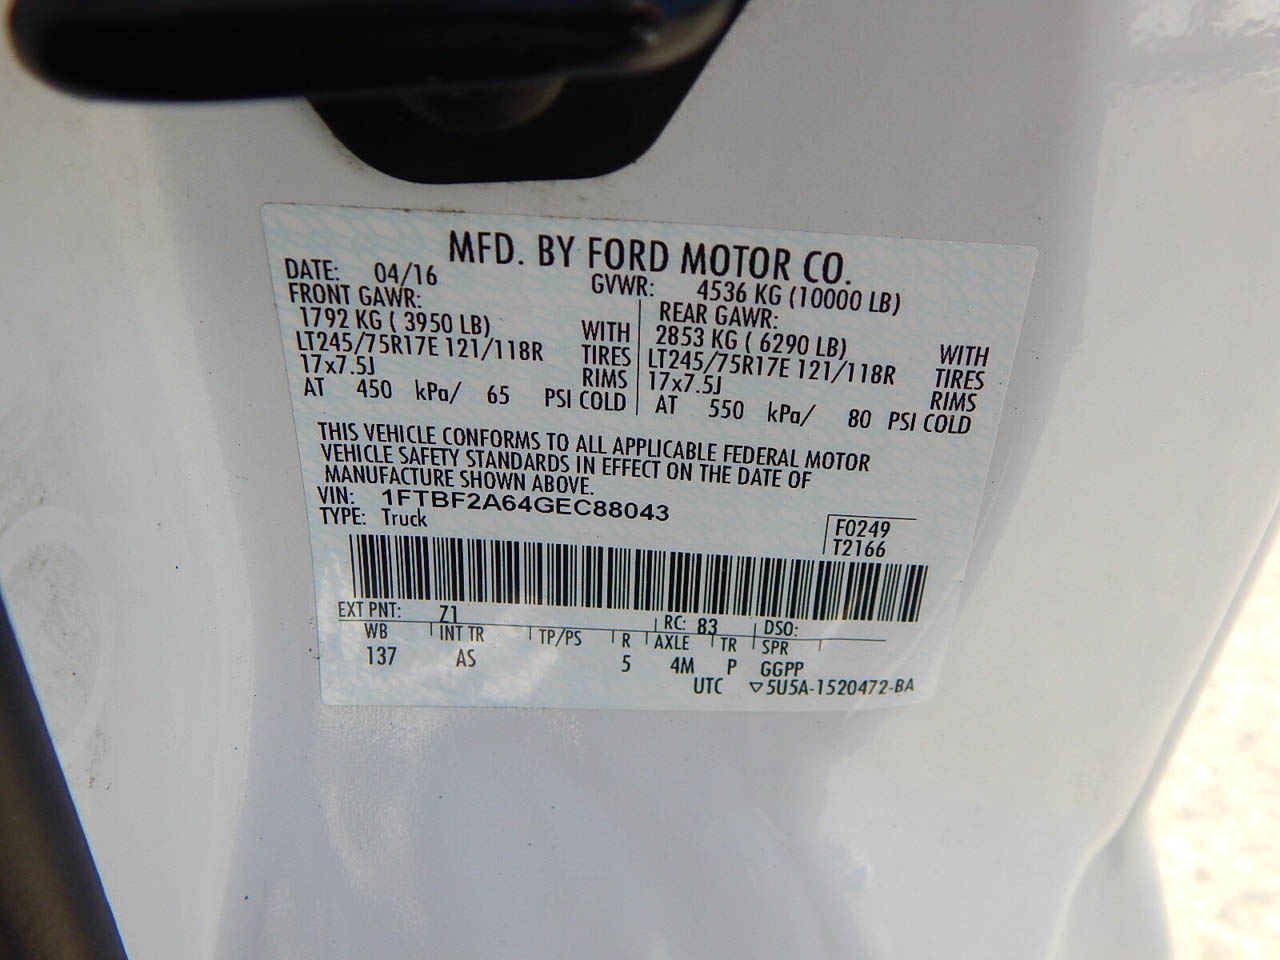 MFD. BY FORD MOTOR CO.
DATE: 04/16 GVWR: 4536 KG (10000 LB)
FRONT GAWR: REAR GAWR:
1792 KG ( 3950 LB) WITH 2853 KG ( 6290 LB) WITH
LT245/75R17E 121/118R TIRES LT245/75R17E 121/118R TIRES
17x7.5J RIMS 17x7.5J RIMS
AT 450 kPa/ 65 PSI COLD AT 550 kPa/ 80 PSI COLD
THIS VEHICLE CONFORMS TO ALL APPLICABLE FEDERAL MOTOR
VEHICLE SAFETY STANDARDS IN EFFECT ON THE DATE OF
MANUFACTURE SHOWN ABOVE.
VIN: 1FTBF2A64GEC88043
TYPE: Truck
F0249
T2166
EXT PNT: Z1 RC: 83 DSO:
WB INT TR TP/PS R AXLE TR SPR
137 AS 5 4M P GGPP
UTC ▽5U5A-1520472-BA